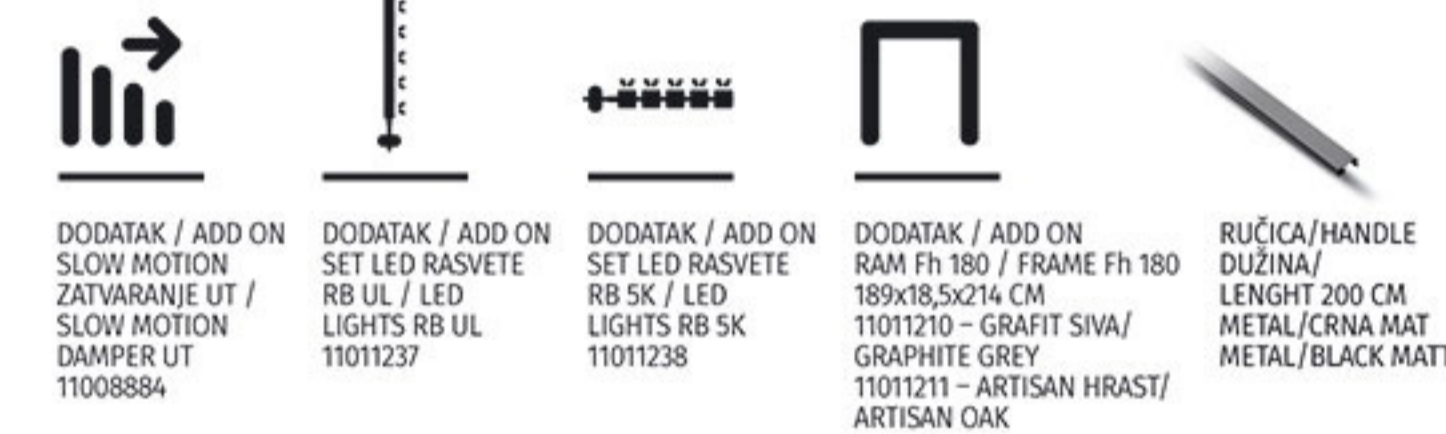 DODATAK / ADD ON
SLOW MOTION
ZATVARANJE UT /
SLOW MOTION
DAMPER UT
11008884
DODATAK / ADD ON
SET LED RASVETE
RB UL / LED
LIGHTS RB UL
11011237
DODATAK / ADD ON
SET LED RASVETE
RB 5K / LED
LIGHTS RB 5K
11011238
DODATAK / ADD ON
RAM Fh 180 / FRAME Fh 180
189x18,5x214 CM
11011210 – GRAFIT SIVA/
GRAPHITE GREY
11011211 – ARTISAN HRAST/
ARTISAN OAK
RUČICA/HANDLE
DUŽINA/
LENGHT 200 CM
METAL/CRNA MAT
METAL/BLACK MATT